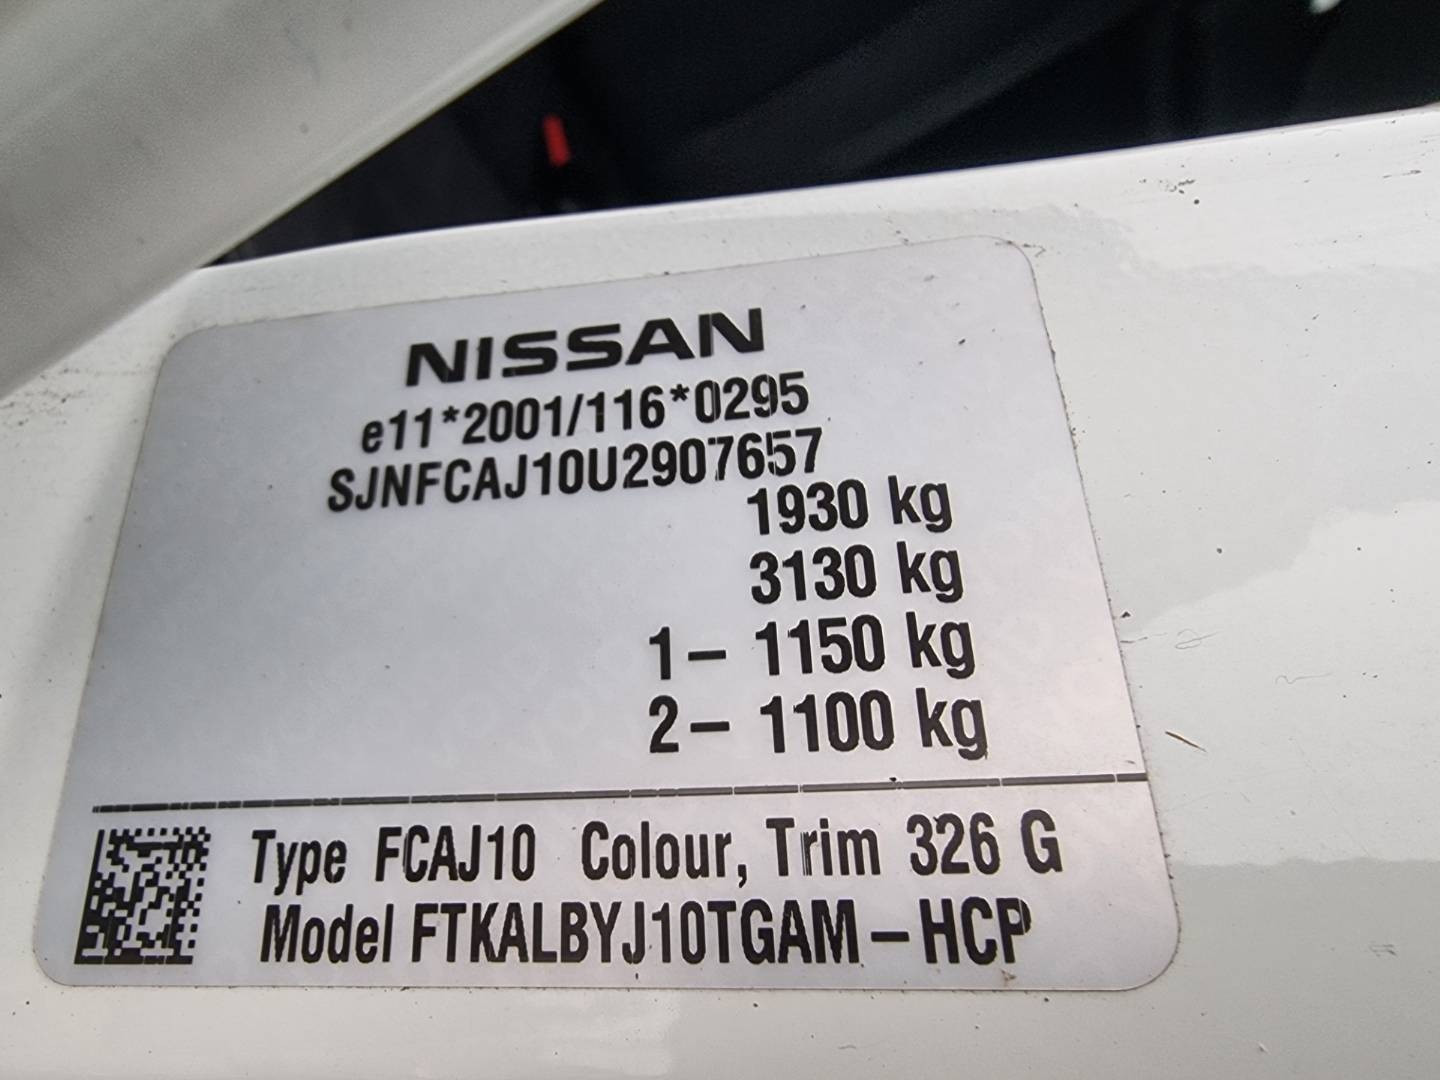 NISSAN
e11*2001/116*0295
SJNFCAJ10U2907657
1930 kg
3130 kg
1- 1150 kg
2- 1100 kg
Type FCAJ10 Colour, Trim 326 G
Model FTKALBYJ10TGAM-HCP